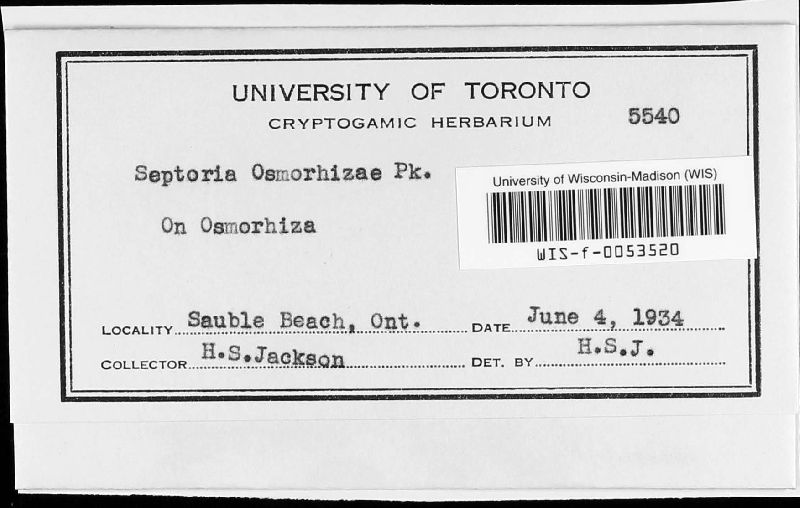 UNIVERSITY OF TORONTO
CRYPTOGAMIC HERBARIUM 5540
Septoria Osmorhizae Pk.
University of Wisconsin-Madison (WIS)
WIS-f-0053520
On Osmorhiza
LOCALITY Sauble Beach, Ont. DATE June 4, 1934
COLLECTOR H.S.Jackson DET. BY H.S.J.